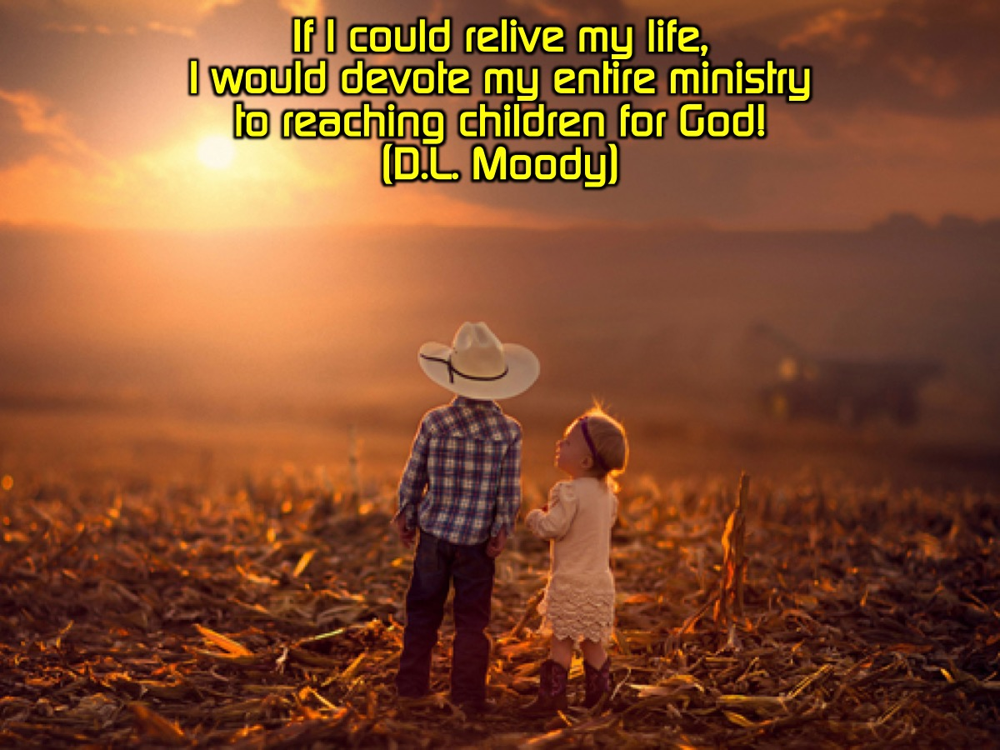 If I could relive my life,
I would devote my entire ministry
to reaching children for God!
(D.L. Moody)